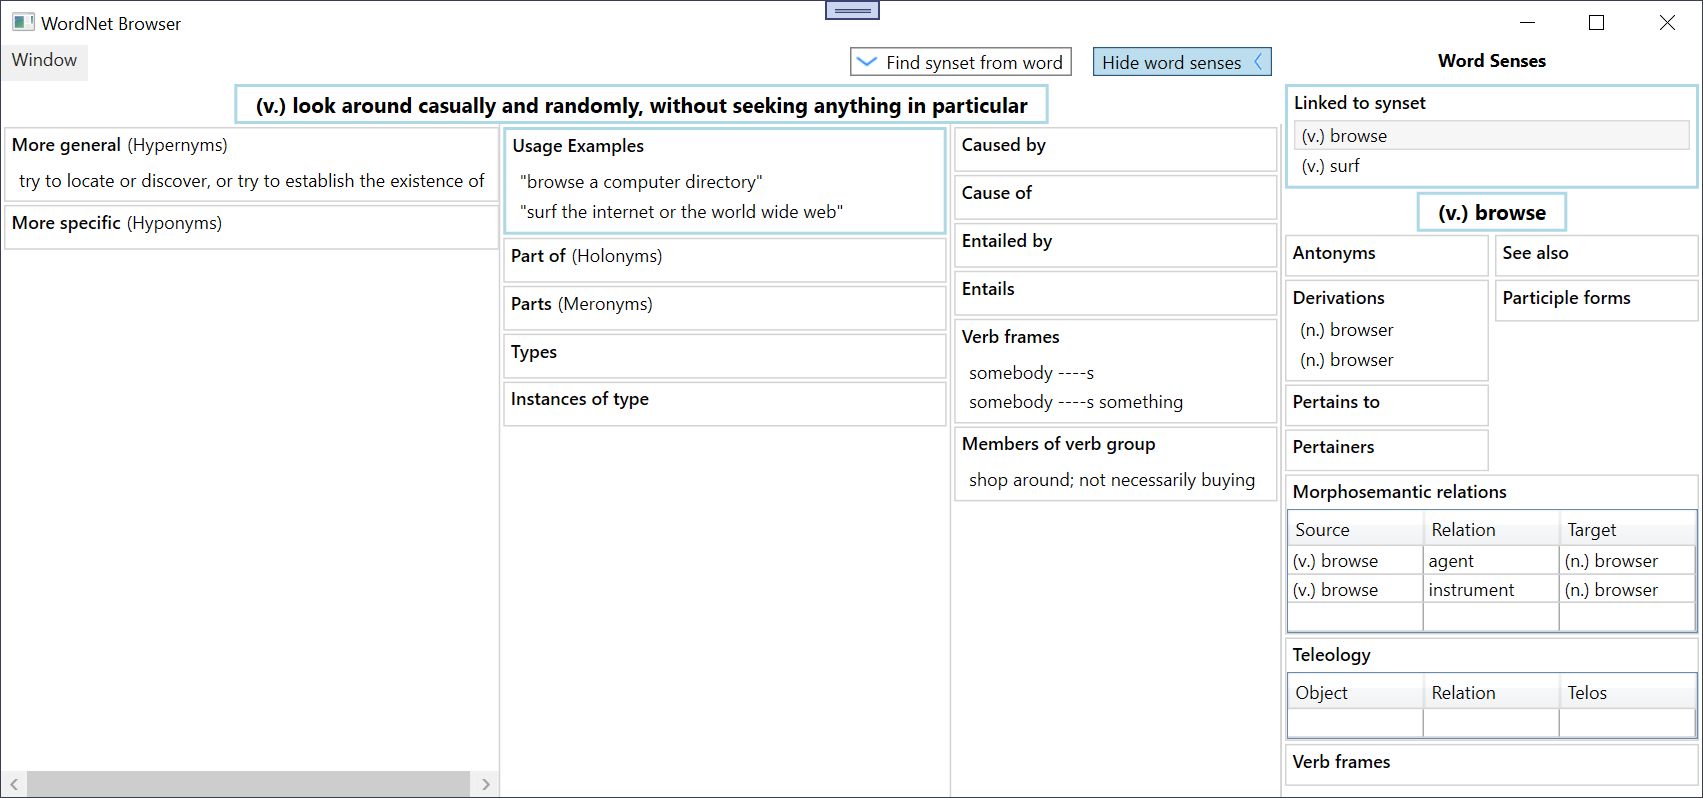 WordNet Browser
Window
Find synset from word
Hide word senses
Word Senses
(v.) look around casually and randomly, without seeking anything in particular
More general (Hypernyms)
try to locate or discover, or try to establish the existence of
More specific (Hyponyms)
Usage Examples
"browse a computer directory"
"surf the internet or the world wide web"
Part of (Holonyms)
Parts (Meronyms)
Types
Instances of type
Caused by
Cause of
Entailed by
Entails
Verb frames
somebody ----s
somebody ----s something
Members of verb group
shop around; not necessarily buying
Linked to synset
(v.) browse
(v.) surf
(v.) browse
Antonyms
See also
Derivations
(n.) browser
(n.) browser
Participle forms
Pertains to
Pertainers
Morphosemantic relations
Source Relation Target
(v.) browse agent (n.) browser
(v.) browse instrument (n.) browser
Teleology
Object Relation Telos
Verb frames